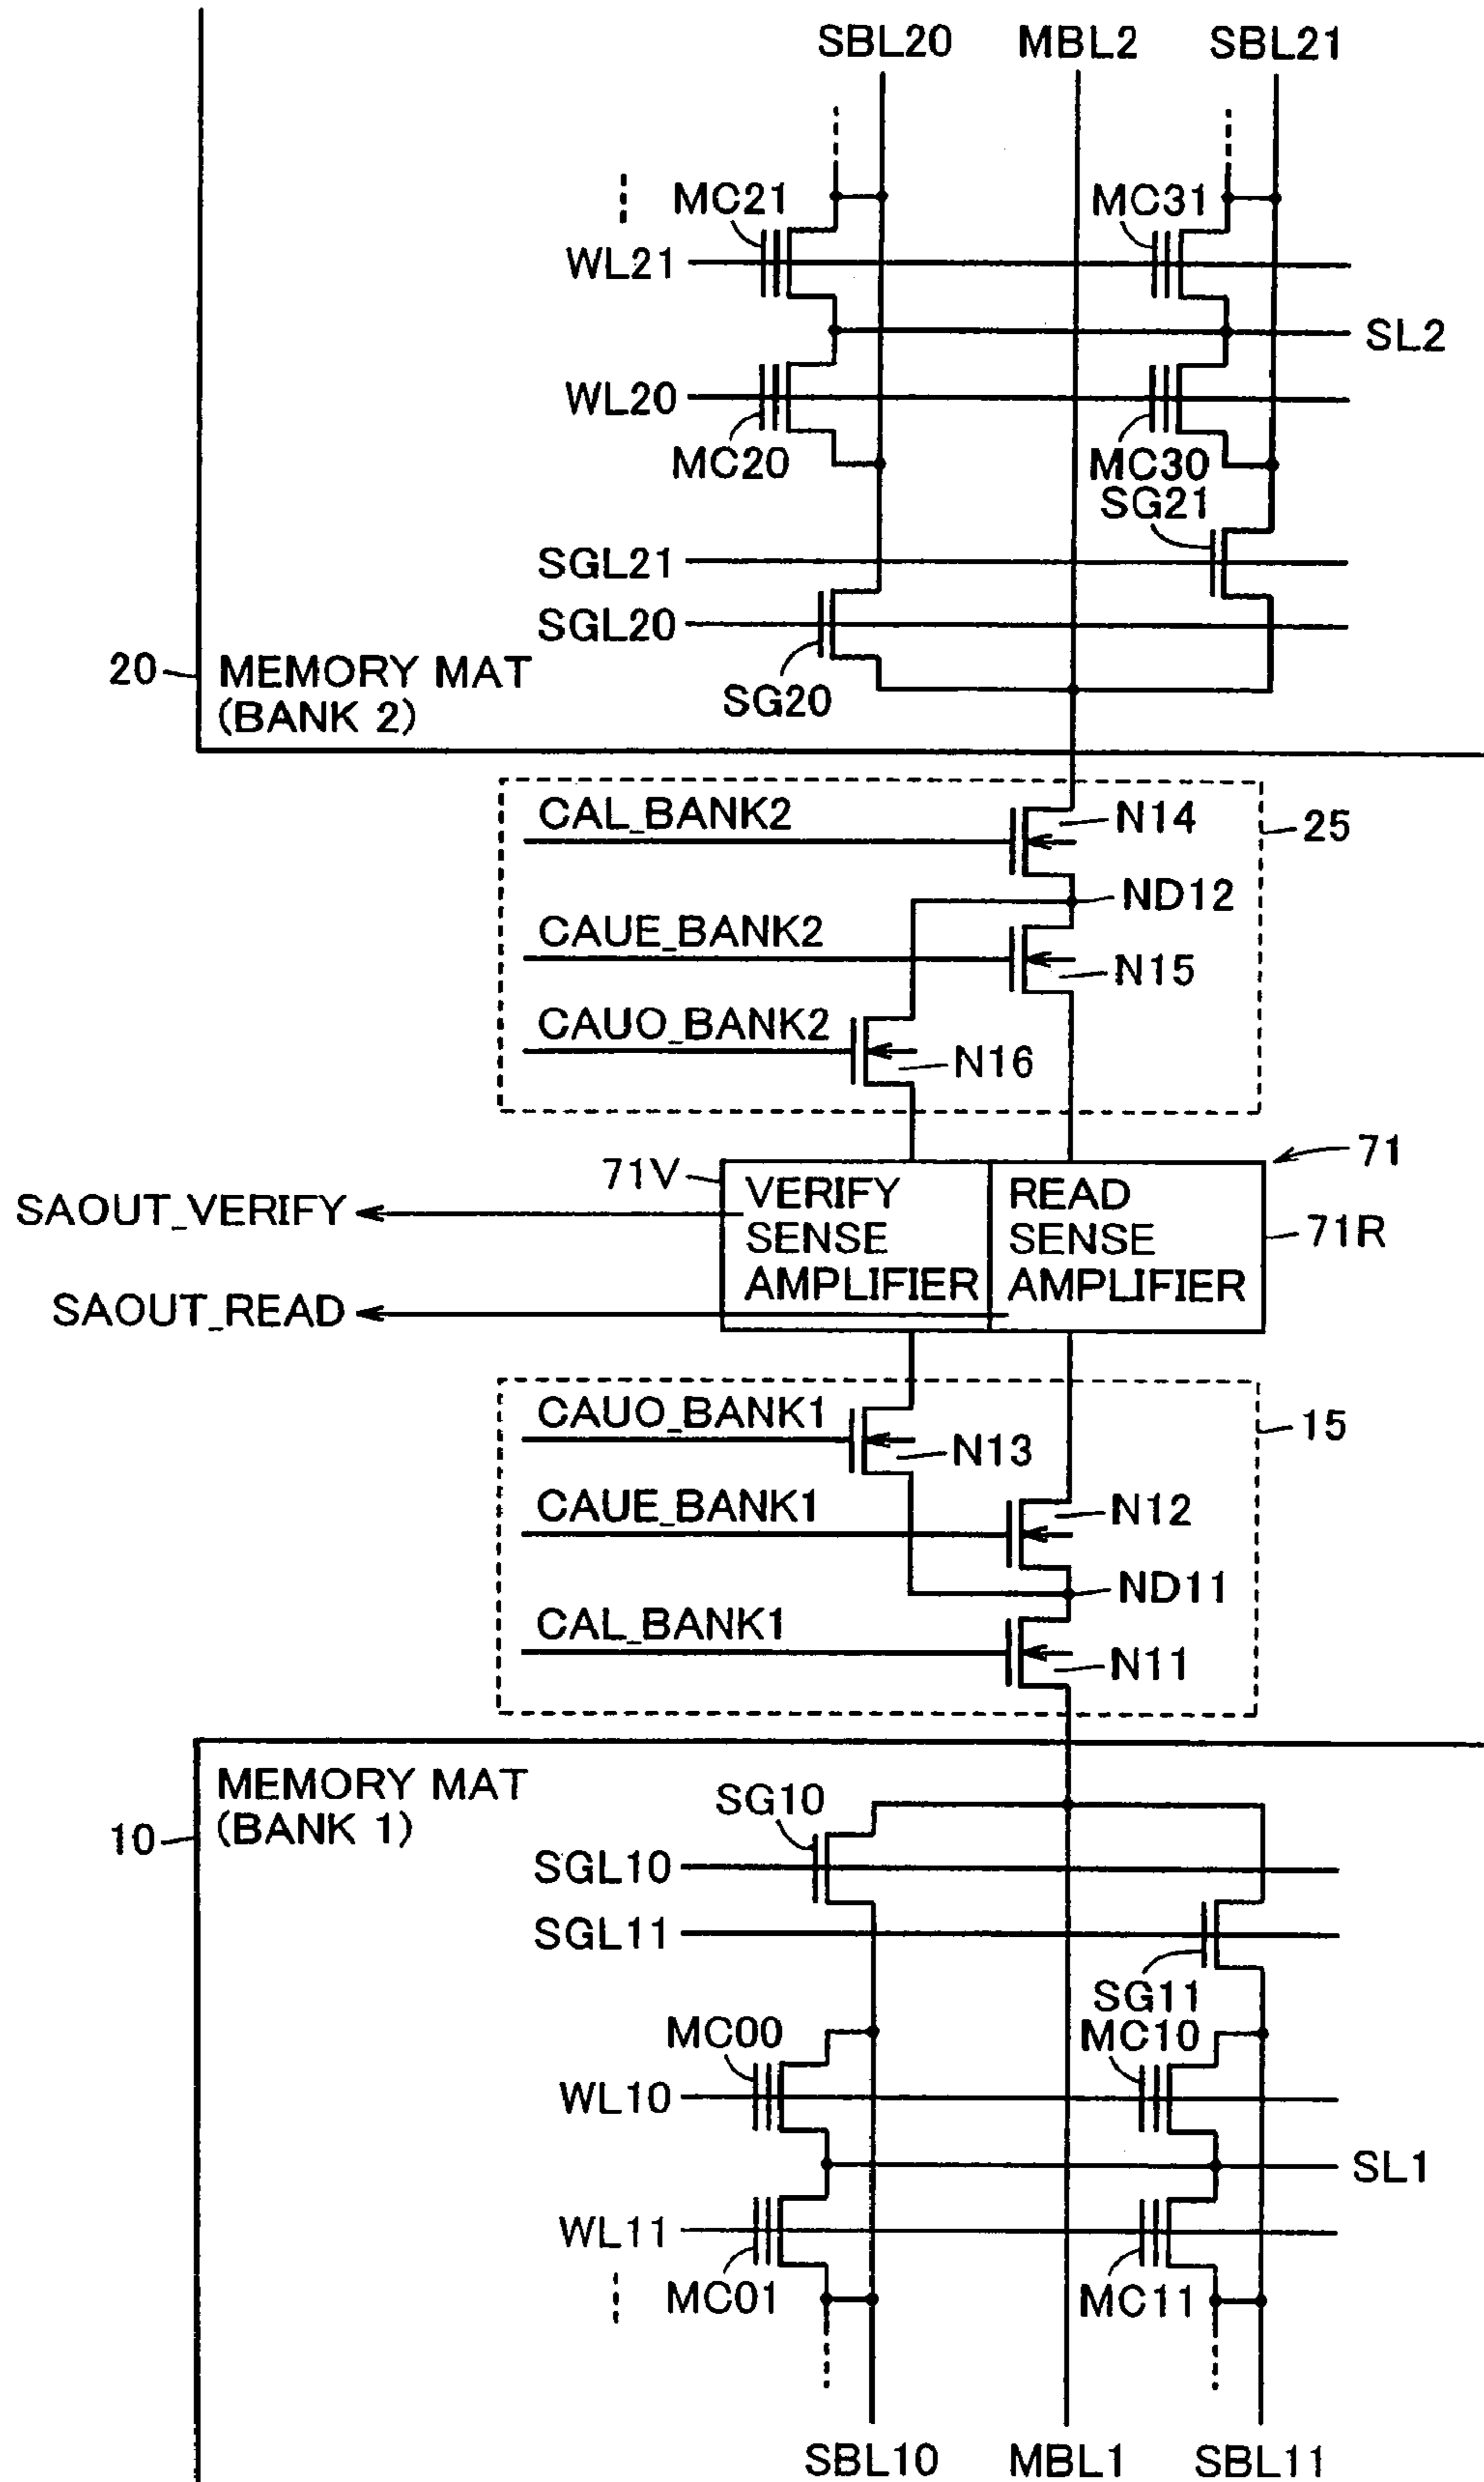 SBL20 MBL2 SBL21
MC21 MC31
WL21
SL2
WL20
MC20 MC30
SG21
SGL21
SGL20
20 MEMORY MAT
(BANK 2)
SG20
CAL_BANK2 N14 25
ND12
CAUE_BANK2
N15
CAUO_BANK2
N16
71
71V VERIFY
SENSE
AMPLIFIER
READ
SENSE
AMPLIFIER
71R
SAOUT_VERIFY
SAOUT_READ
CAUO_BANK1 15
N13
CAUE_BANK1 N12
ND11
CAL_BANK1
N11
MEMORY MAT
(BANK 1)
10
SG10
SGL10
SGL11
SG11
MC00 MC10
WL10
SL1
WL11
MC01 MC11
SBL10 MBL1 SBL11